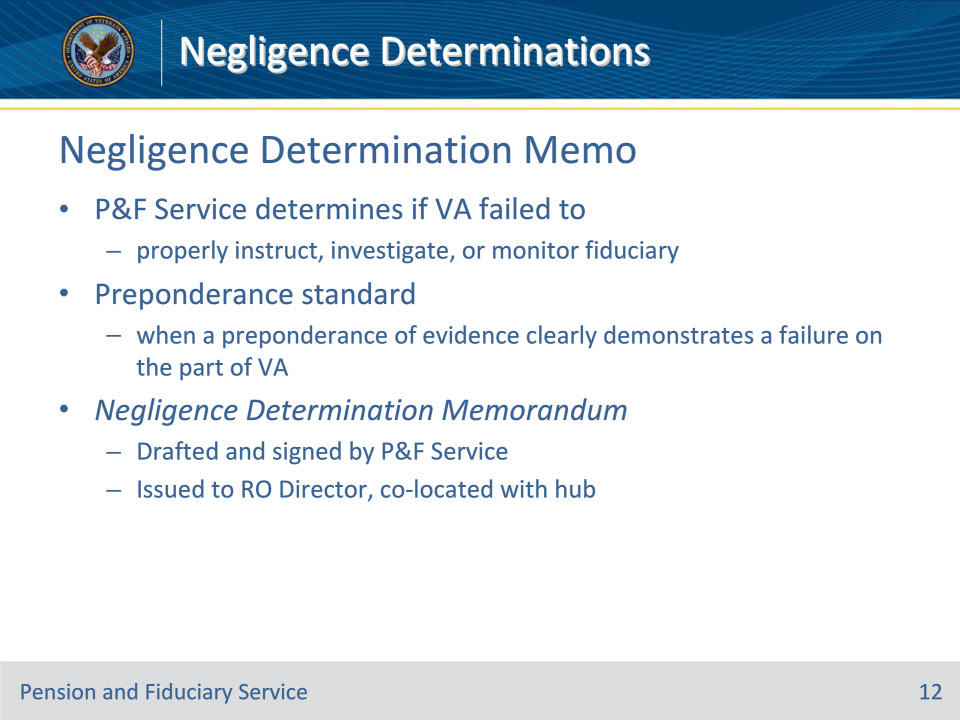 Negligence Determinations
Negligence Determination Memo
• P&F Service determines if VA failed to
– properly instruct, investigate, or monitor fiduciary
• Preponderance standard
– when a preponderance of evidence clearly demonstrates a failure on
the part of VA
• Negligence Determination Memorandum
– Drafted and signed by P&F Service
– Issued to RO Director, co-located with hub
Pension and Fiduciary Service
12